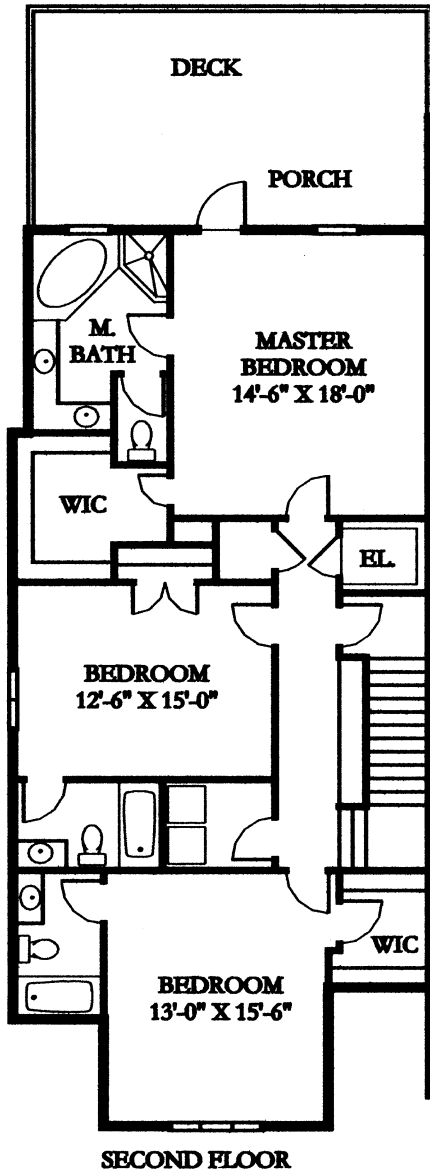 DECK
PORCH
M.
BATH
MASTER
BEDROOM
14'-6" X 18'-0"
WIC
EL.
BEDROOM
12'-6" X 15'-0"
WIC
BEDROOM
13'-0" X 15'-6"
SECOND FLOOR